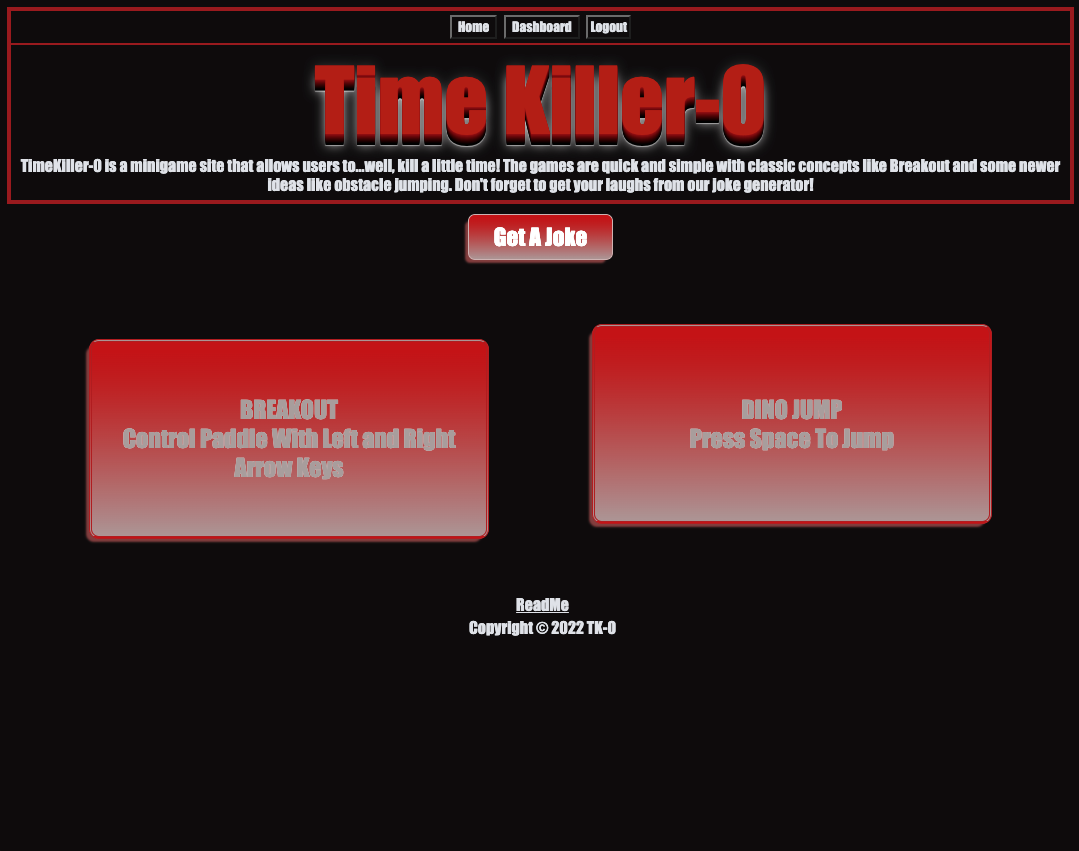 Home Dashboard Logout
Time Killer-0
TimeKiller-0 is a minigame site that allows users to...well, kill a little time! The games are quick and simple with classic concepts like Breakout and some newer
ideas like obstacle jumping. Don't forget to get your laughs from our joke generator!
Get A Joke
BREAKOUT
Control Paddle With Left and Right
Arrow Keys
DINO JUMP
Press Space To Jump
ReadMe
Copyright © 2022 TK-0